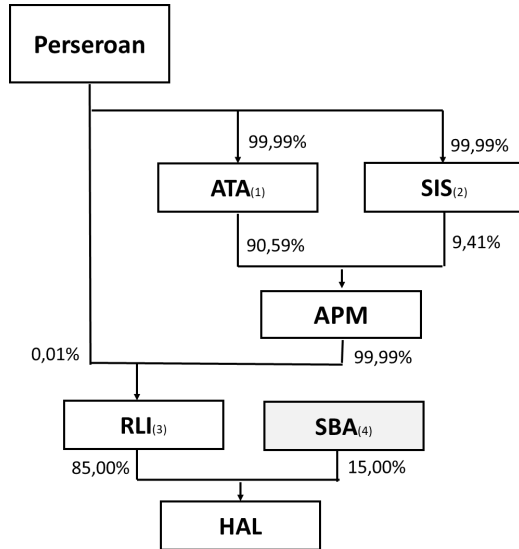 Perseroan
99,99%
99,99%
ATA(1)
SIS(2)
90,59%
9,41%
APM
0,01%
99,99%
RLI(3)
SBA(4)
85,00%
15,00%
HAL